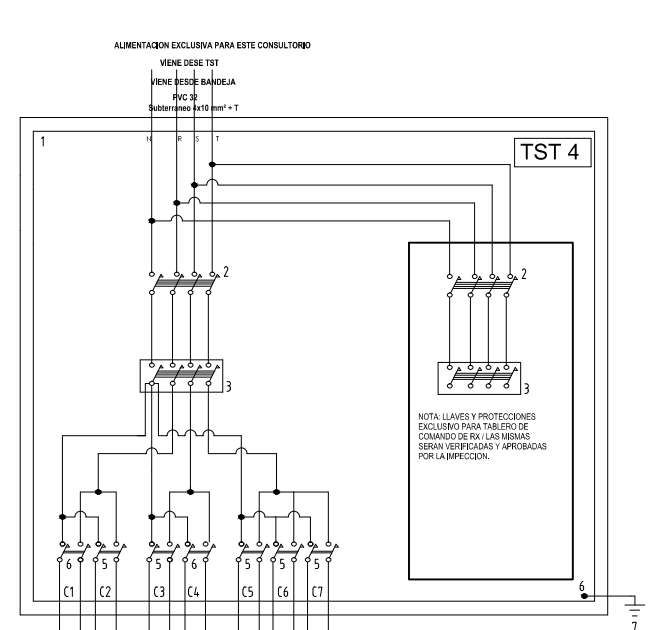 ALIMENTACION EXCLUSIVA PARA ESTE CONSULTORIO
VIENE DESE TST
VIENE DESDE BANDEJA
PVC 32
Subterraneo 4x10 mm² + T
1
N R S T
TST 4
2
2
3
3
NOTA: LLAVES Y PROTECCIONES
EXCLUSIVO PARA TABLERO DE
COMANDO DE RX / LAS MISMAS
SERAN VERIFICADAS Y APROBADAS
POR LA IMPECCION.
6 5 5 6 5 5 5
C1 C2 C3 C4 C5 C6 C7
6
7